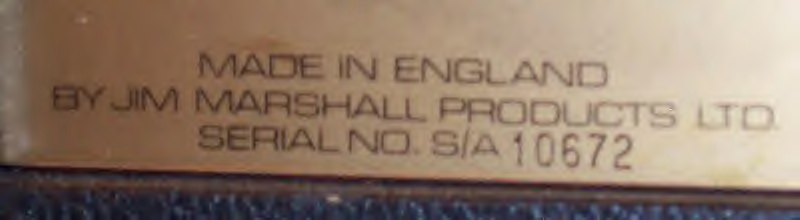 MADE IN ENGLAND
BY JIM MARSHALL PRODUCTS LTD.
SERIAL NO. S/A 10672